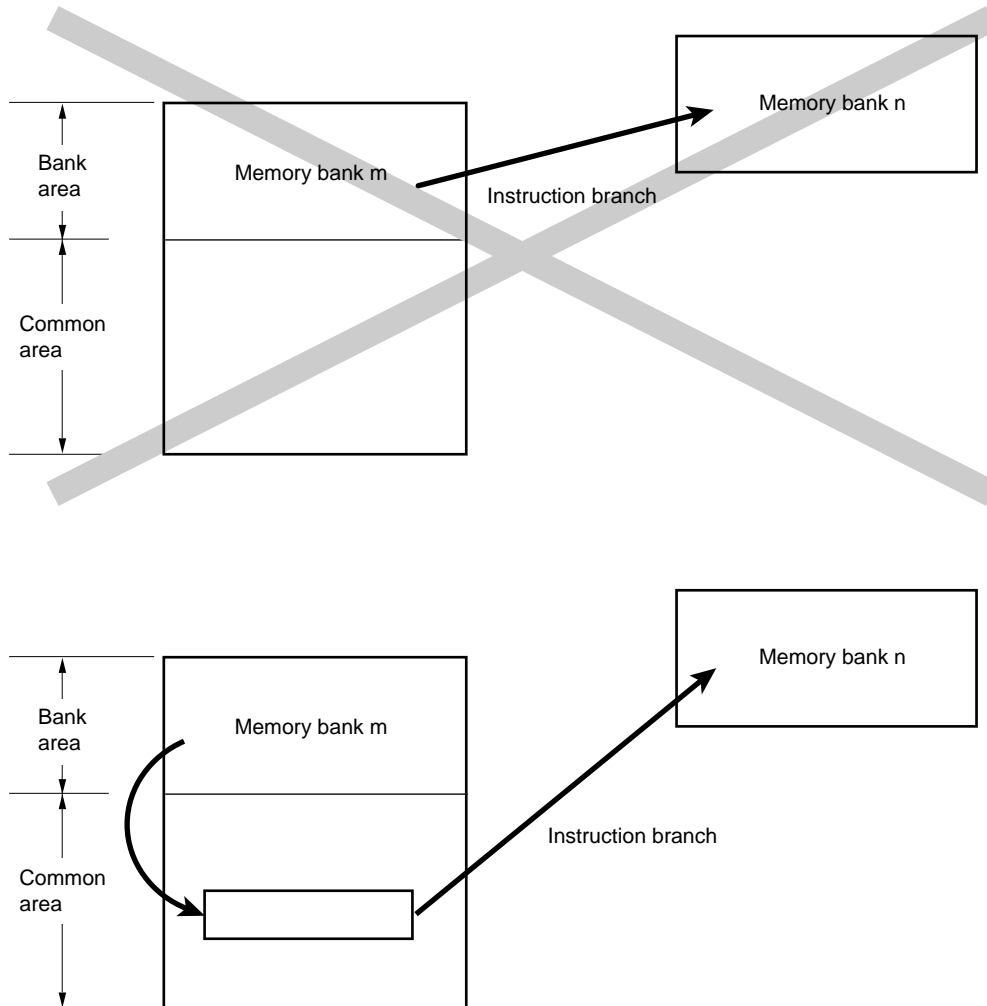 Memory bank n
Bank
area
Memory bank m
Instruction branch
Common
area
Memory bank n
Bank
area
Memory bank m
Instruction branch
Common
area